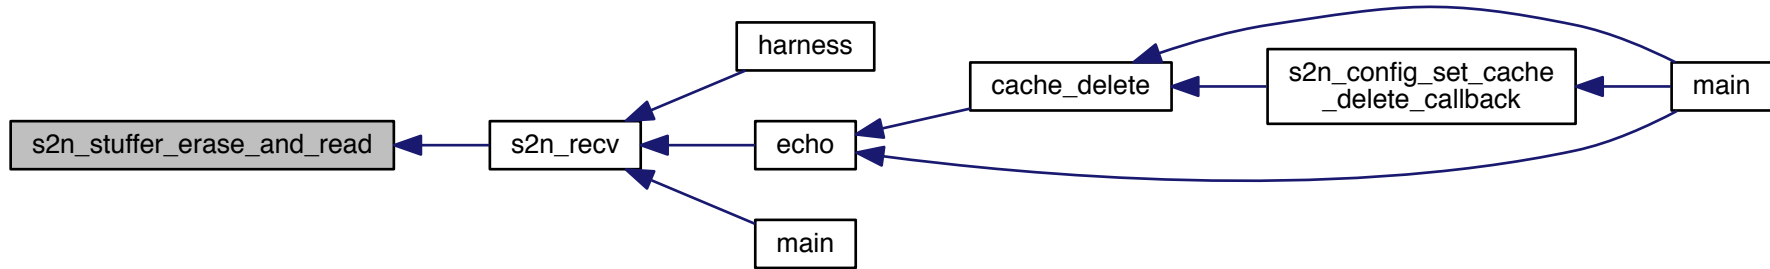 s2n_stuffer_erase_and_read
s2n_recv
harness
echo
main
cache_delete
s2n_config_set_cache
_delete_callback
main